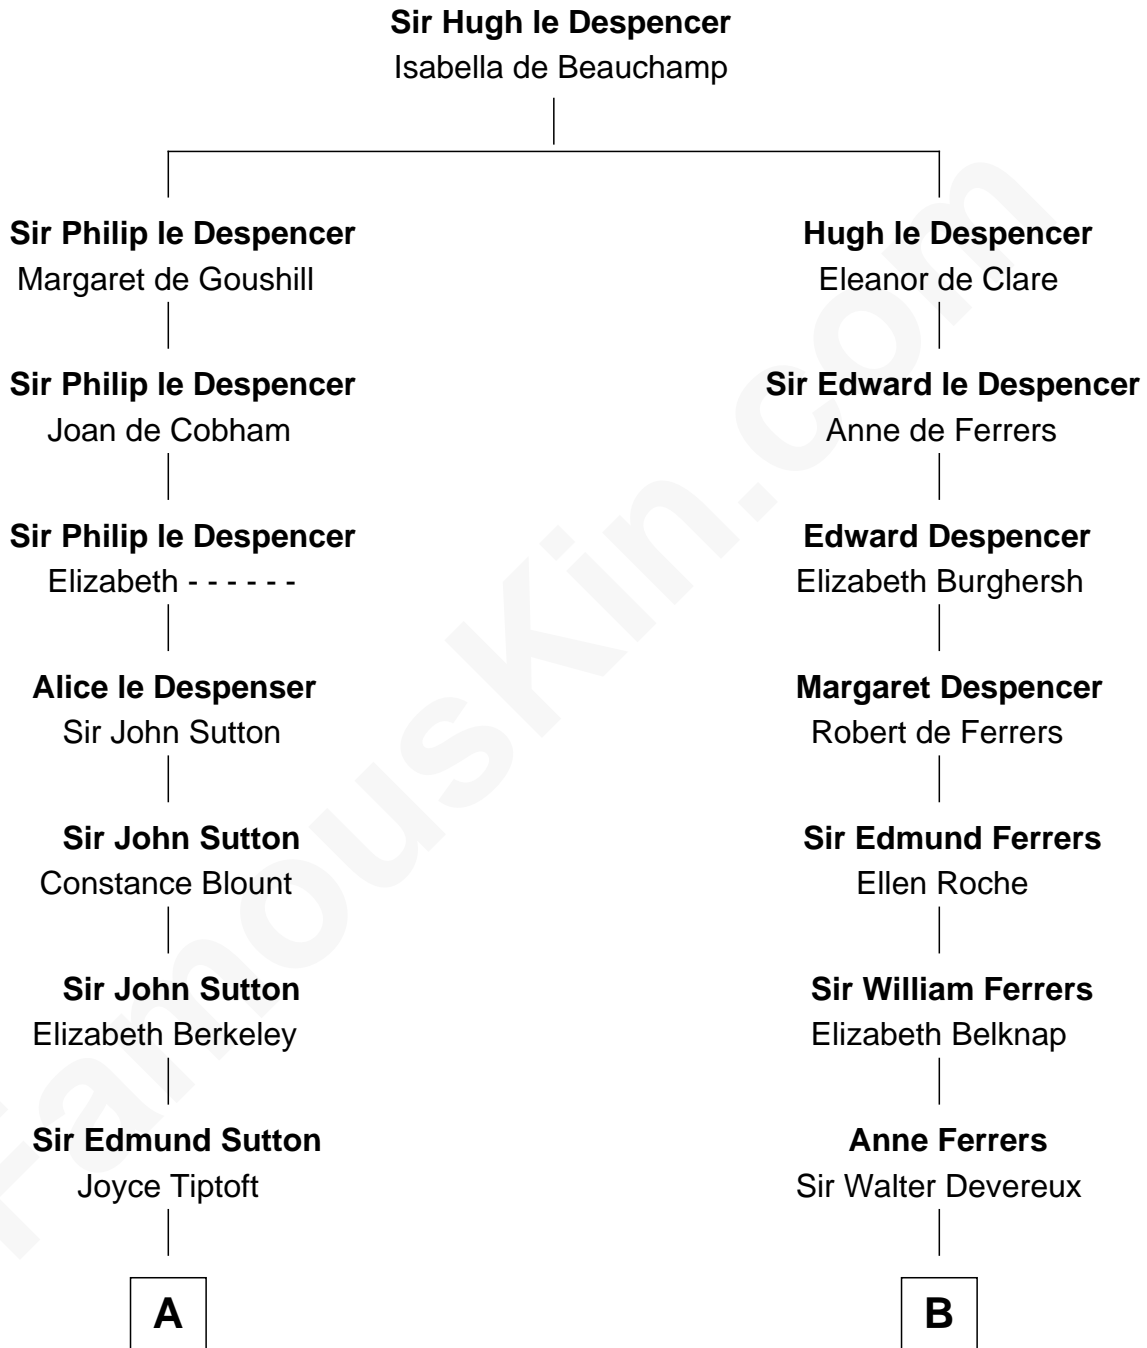 Sir Hugh le Despencer
Isabella de Beauchamp
Sir Philip le Despencer
Margaret de Goushill
Hugh le Despencer
Eleanor de Clare
Sir Philip le Despencer
Joan de Cobham
Sir Edward le Despencer
Anne de Ferrers
Sir Philip le Despencer
Elizabeth - - - - - -
Edward Despencer
Elizabeth Burghersh
Alice le Despenser
Sir John Sutton
Margaret Despencer
Robert de Ferrers
Sir John Sutton
Constance Blount
Sir Edmund Ferrers
Ellen Roche
Sir John Sutton
Elizabeth Berkeley
Sir William Ferrers
Elizabeth Belknap
Sir Edmund Sutton
Joyce Tiptoft
Anne Ferrers
Sir Walter Devereux
A
B
FamousKin.com